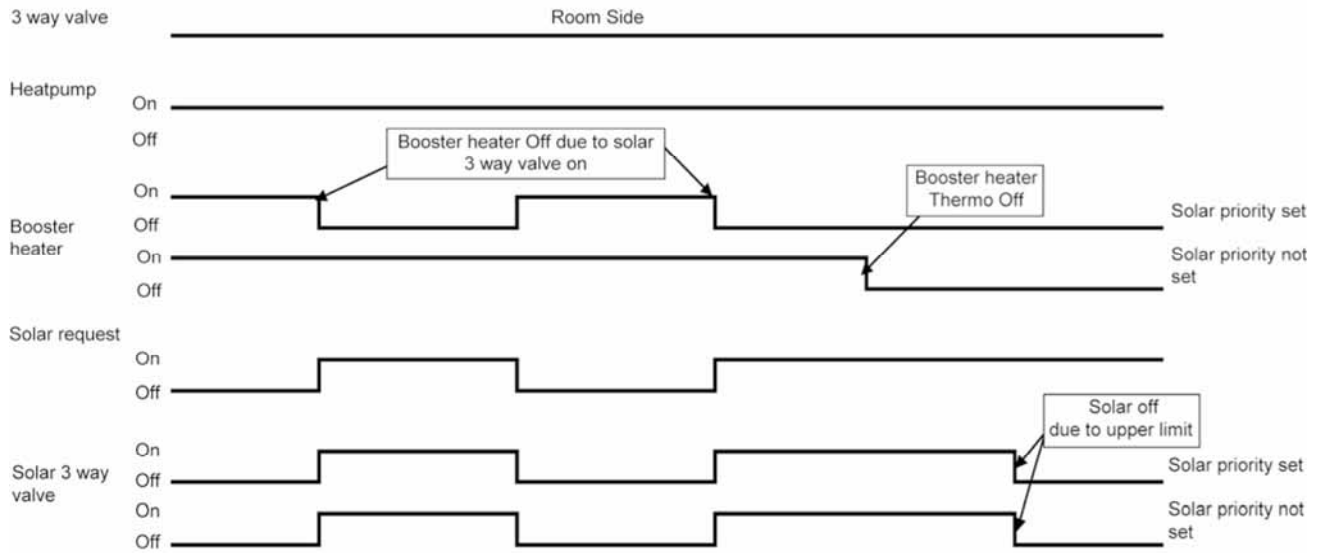 3 way valve
Room Side
Heatpump
On
Off
Booster heater Off due to solar
3 way valve on
Booster heater
Thermo Off
Booster
heater
On
Off
Solar priority set
On
Off
Solar priority not
set
Solar request
On
Off
Solar off
due to upper limit
Solar 3 way
valve
On
Off
Solar priority set
On
Off
Solar priority not
set